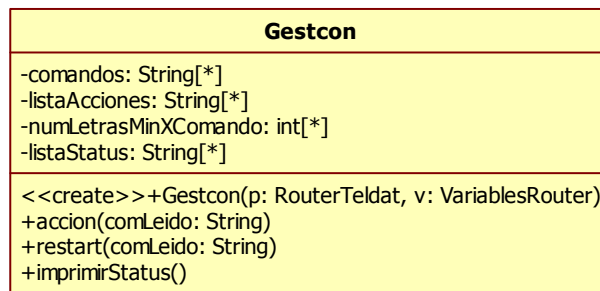 Gestcon
-comandos: String[*]
-listaAcciones: String[*]
-numLetrasMinXComando: int[*]
-listaStatus: String[*]
<<create>>+Gestcon(p: RouterTeldat, v: VariablesRouter)
+accion(comLeido: String)
+restart(comLeido: String)
+imprimirStatus()